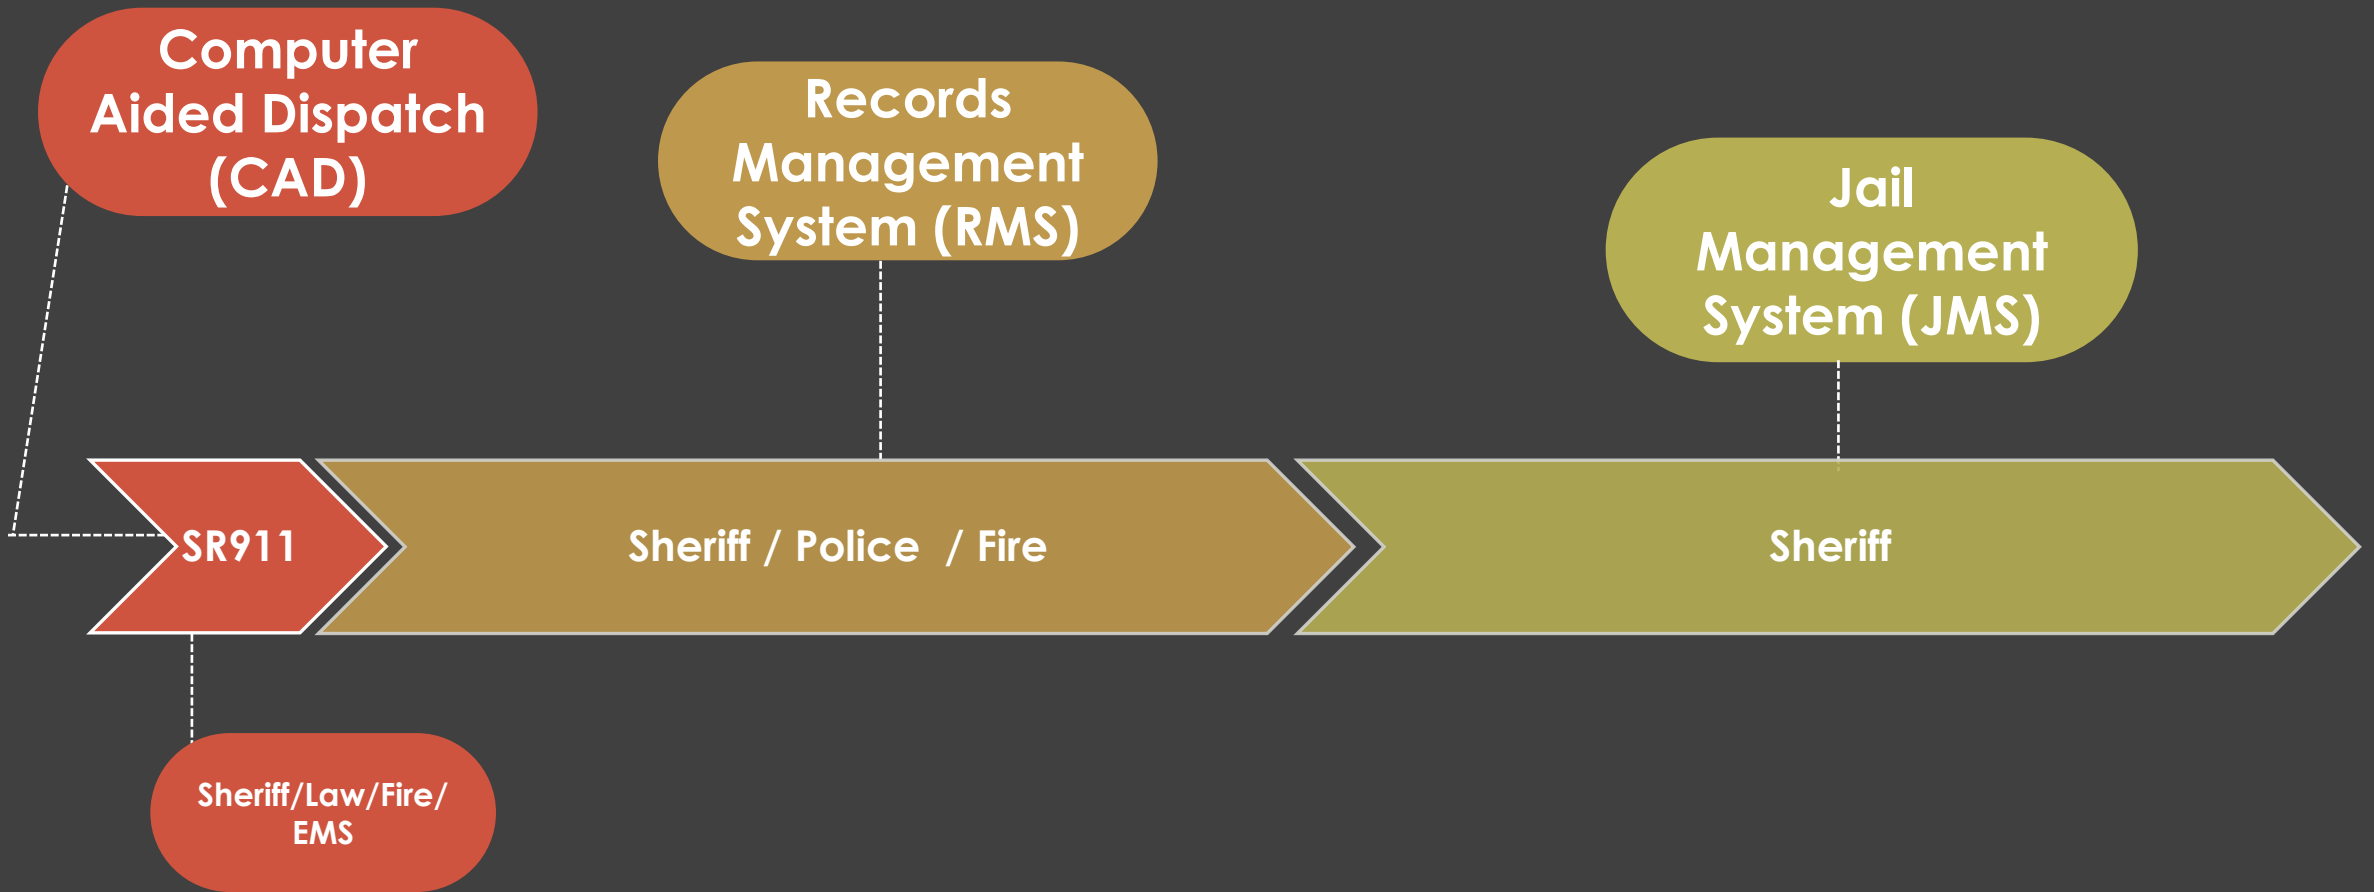 Computer
Aided Dispatch
(CAD)
Records
Management
System (RMS)
Jail
Management
System (JMS)
SR911
Sheriff / Police  / Fire
Sheriff
Sheriff/Law/Fire/
EMS